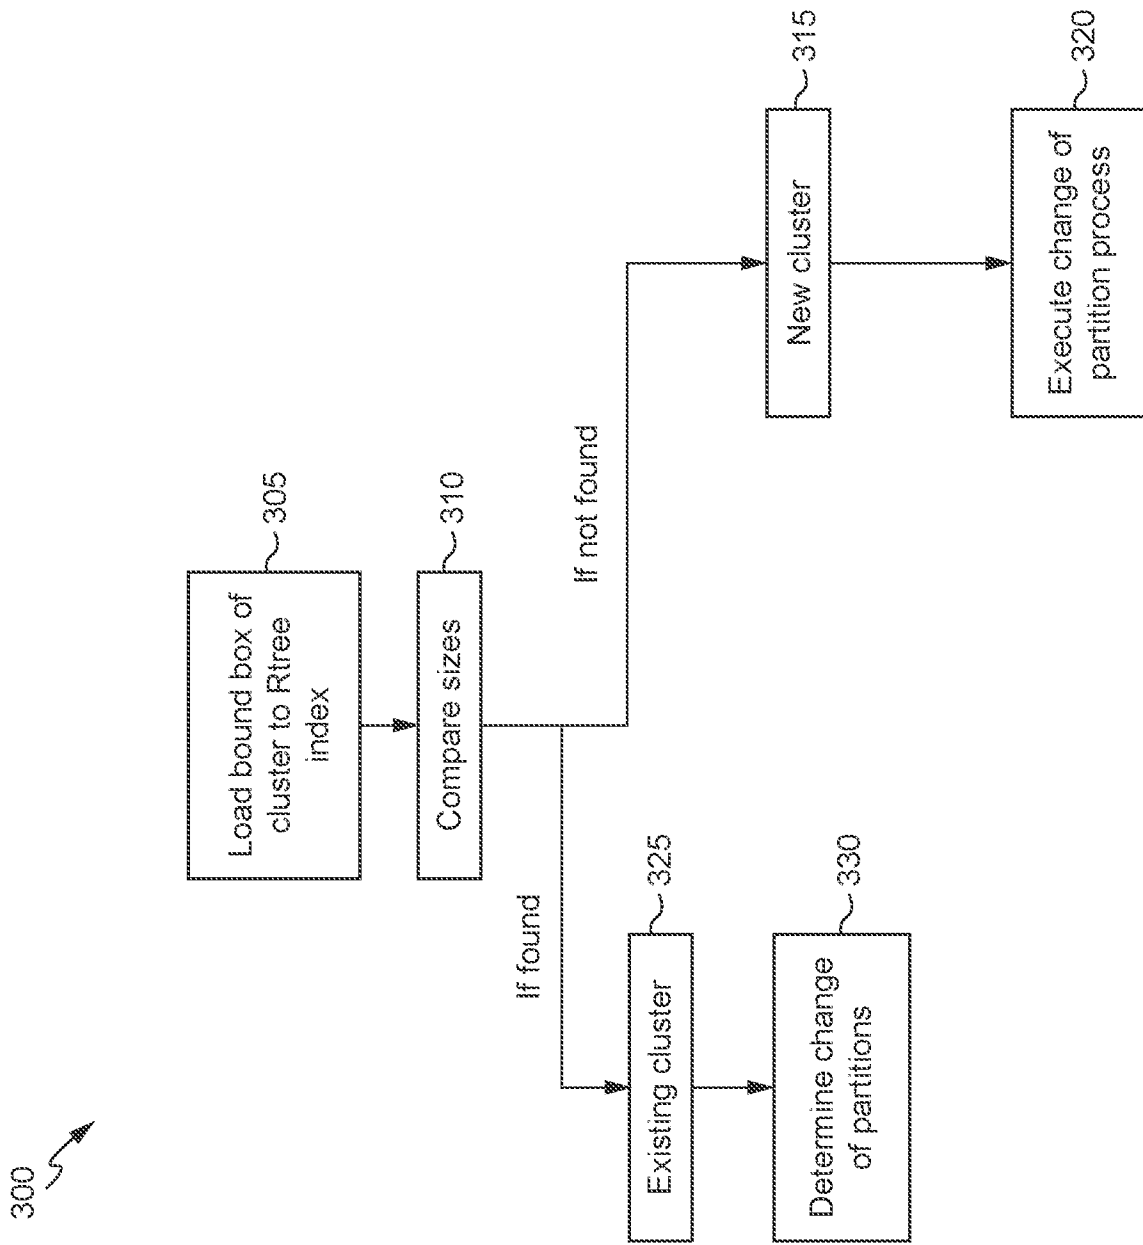 300
Load bound box of
cluster to Rtree
index
305
Compare sizes
310
If found
If not found
Existing cluster
325
Determine change
of partitions
330
New cluster
315
Execute change of
partition process
320